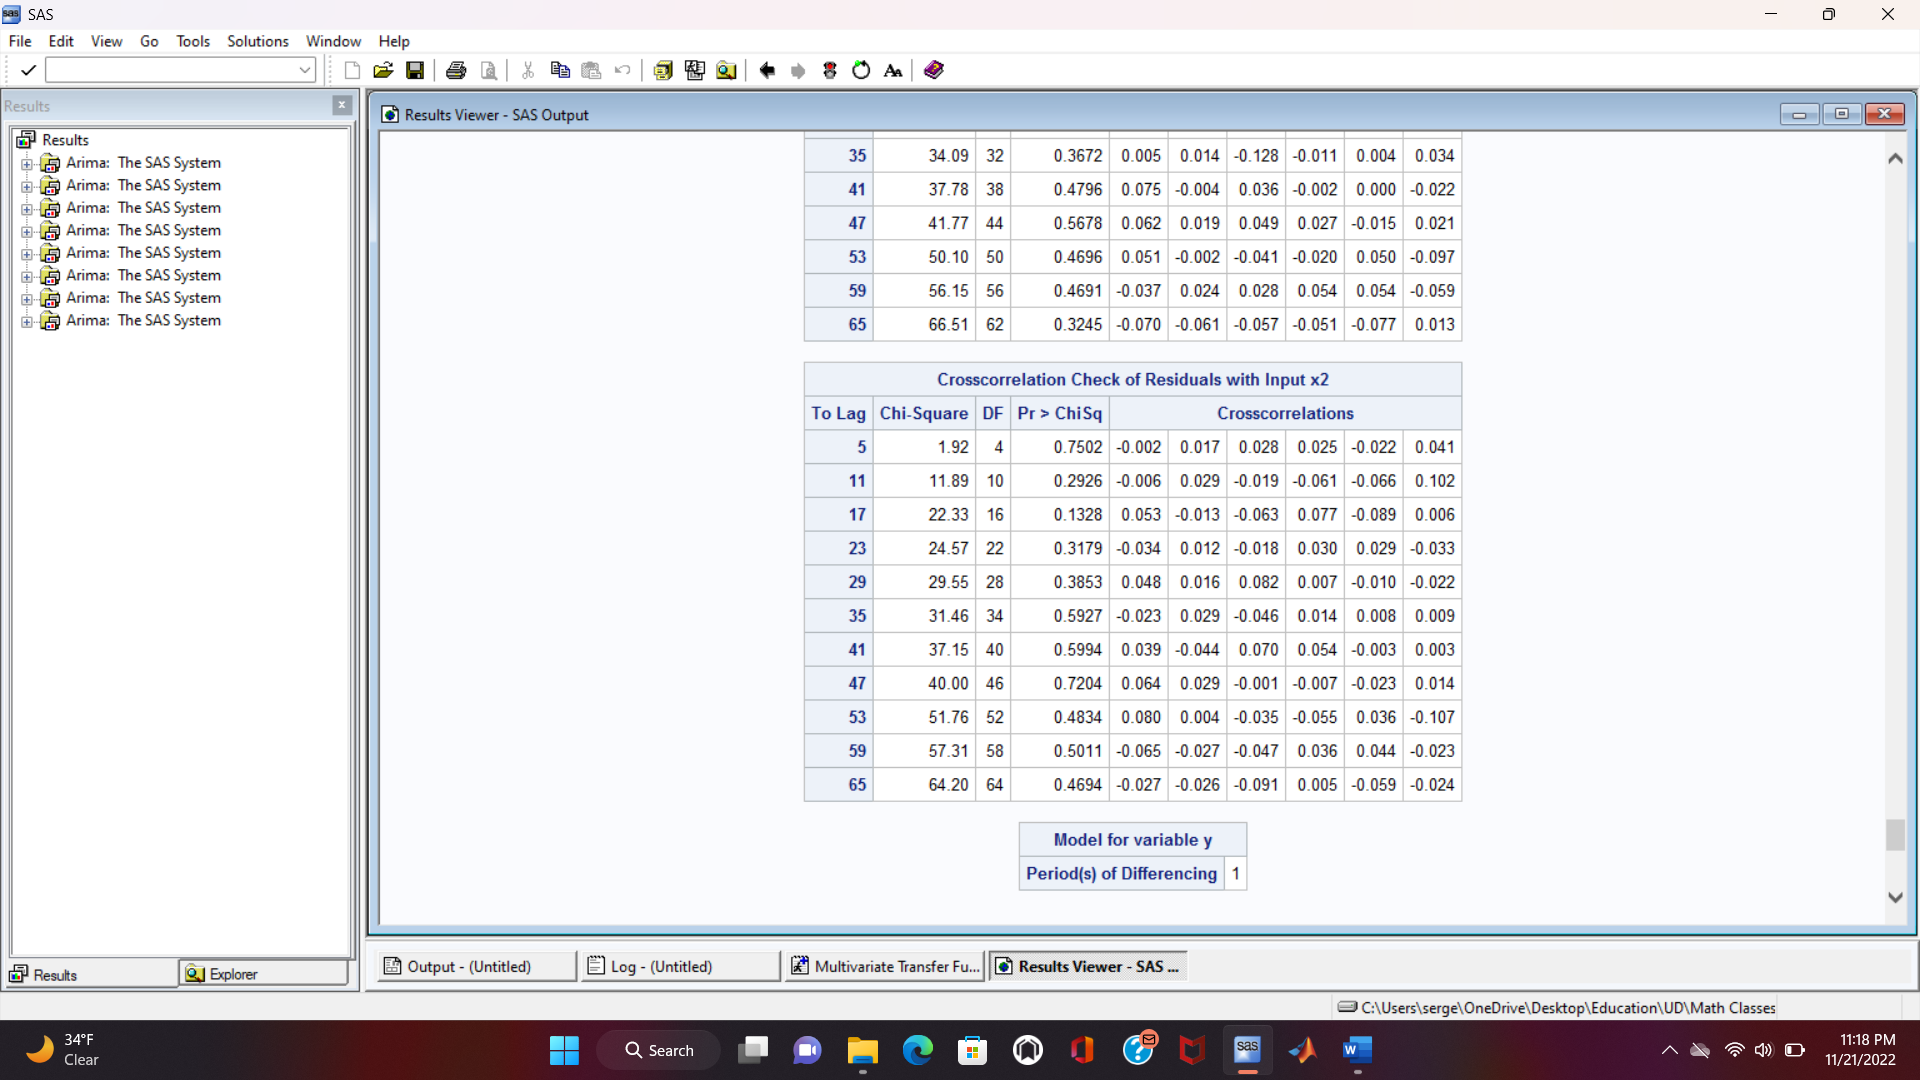 SAS
File Edit View Go Tools Solutions Window Help
Results
Results Viewer - SAS Output
Results
Arima: The SAS System
Arima: The SAS System
Arima: The SAS System
Arima: The SAS System
Arima: The SAS System
Arima: The SAS System
Arima: The SAS System
Arima: The SAS System
35 34.09 32 0.3672 0.005 0.014 -0.128 -0.011 0.004 0.034
41 37.78 38 0.4796 0.075 -0.004 0.036 -0.002 0.000 -0.022
47 41.77 44 0.5678 0.062 0.019 0.049 0.027 -0.015 0.021
53 50.10 50 0.4696 0.051 -0.002 -0.041 -0.020 0.050 -0.097
59 56.15 56 0.4691 -0.037 0.024 0.028 0.054 0.054 -0.059
65 66.51 62 0.3245 -0.070 -0.061 -0.057 -0.051 -0.077 0.013
Crosscorrelation Check of Residuals with Input x2
To Lag Chi-Square DF Pr > ChiSq Crosscorrelations
5 1.92 4 0.7502 -0.002 0.017 0.028 0.025 -0.022 0.041
11 11.89 10 0.2926 -0.006 0.029 -0.019 -0.061 -0.066 0.102
17 22.33 16 0.1328 0.053 -0.013 -0.063 0.077 -0.089 0.006
23 24.57 22 0.3179 -0.034 0.012 -0.018 0.030 0.029 -0.033
29 29.55 28 0.3853 0.048 0.016 0.082 0.007 -0.010 -0.022
35 31.46 34 0.5927 -0.023 0.029 -0.046 0.014 0.008 0.009
41 37.15 40 0.5994 0.039 -0.044 0.070 0.054 -0.003 0.003
47 40.00 46 0.7204 0.064 0.029 -0.001 -0.007 -0.023 0.014
53 51.76 52 0.4834 0.080 0.004 -0.035 -0.055 0.036 -0.107
59 57.31 58 0.5011 -0.065 -0.027 -0.047 0.036 0.044 -0.023
65 64.20 64 0.4694 -0.027 -0.026 -0.091 0.005 -0.059 -0.024
Model for variable y
Period(s) of Differencing 1
Results Explorer
Output - (Untitled) Log - (Untitled) Multivariate Transfer Fu... Results Viewer - SAS ...
C:\Users\serge\OneDrive\Desktop\Education\UD\Math Classes
34°F
Clear
Search
sas
11:18 PM
11/21/2022